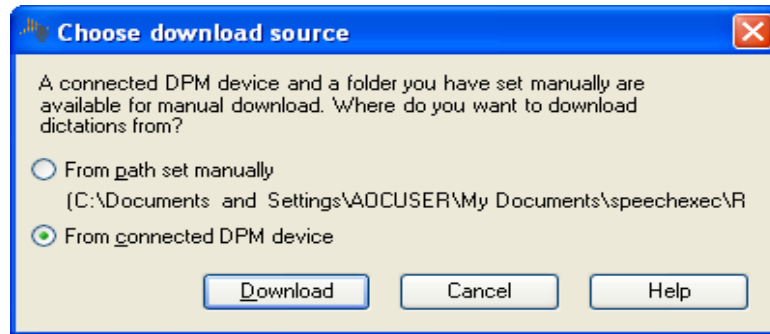 Choose download source
A connected DPM device and a folder you have set manually are
available for manual download. Where do you want to download
dictations from?
From path set manually
(C:\Documents and Settings\AOCUSER\My Documents\speechexec\R
From connected DPM device
Download Cancel Help